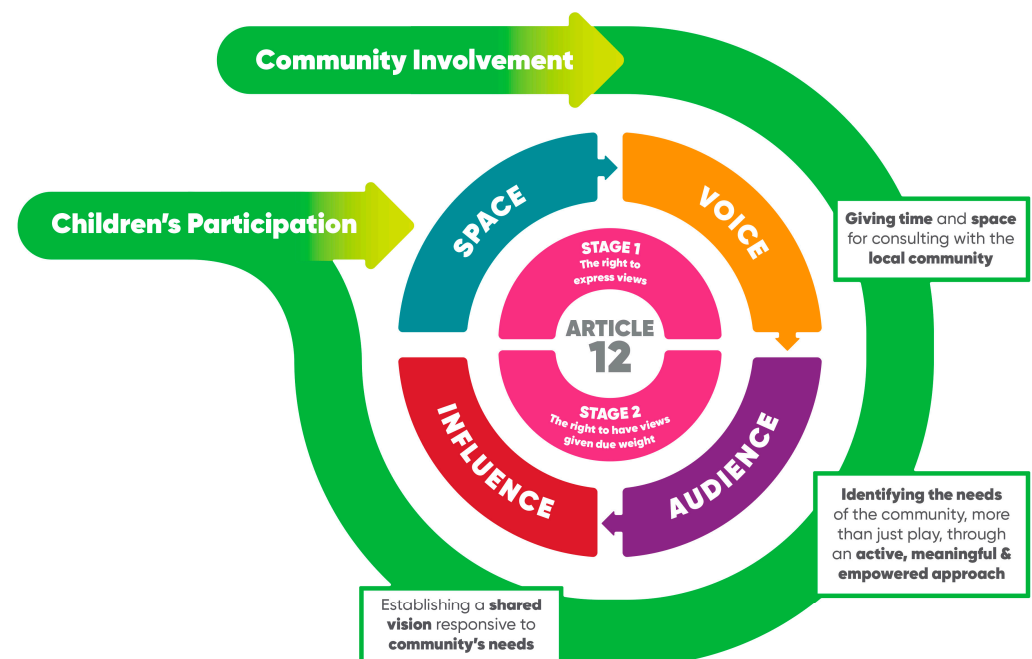 Community Involvement
Children's Participation
SPACE
VOICE
STAGE 1
The right to
express views
ARTICLE
12
STAGE 2
The right to have views
given due weight
INFLUENCE
AUDIENCE
Giving time and space
for consulting with the
local community
Identifying the needs
of the community, more
than just play, through
an active, meaningful &
empowered approach
Establishing a shared
vision responsive to
community's needs